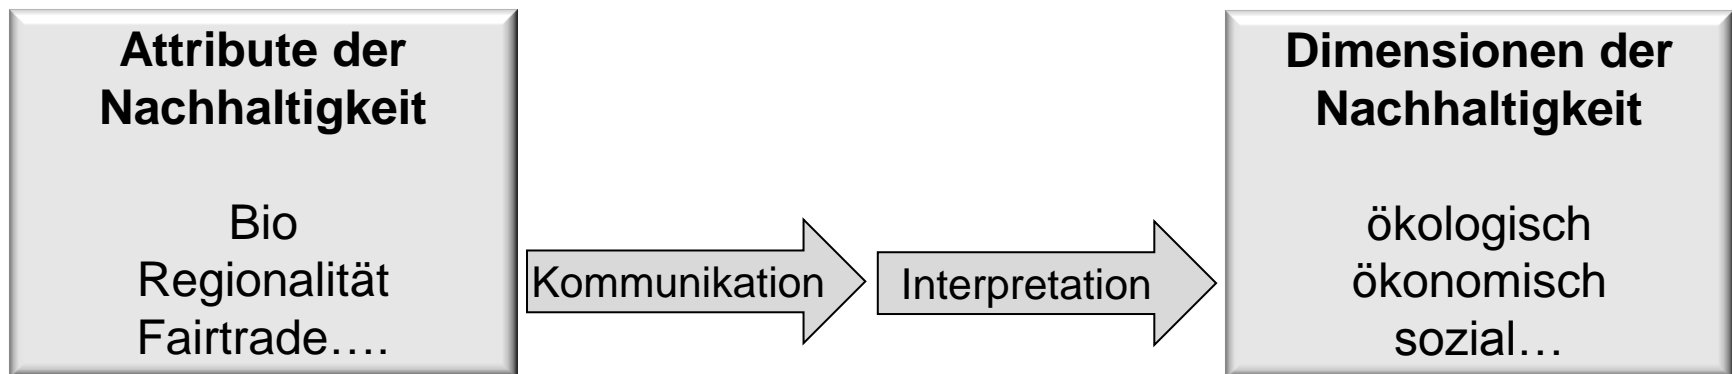 Attribute der
Nachhaltigkeit
Bio
Regionalität
Fairtrade….
Kommunikation
Interpretation
Dimensionen der
Nachhaltigkeit
ökologisch
ökonomisch
sozial…